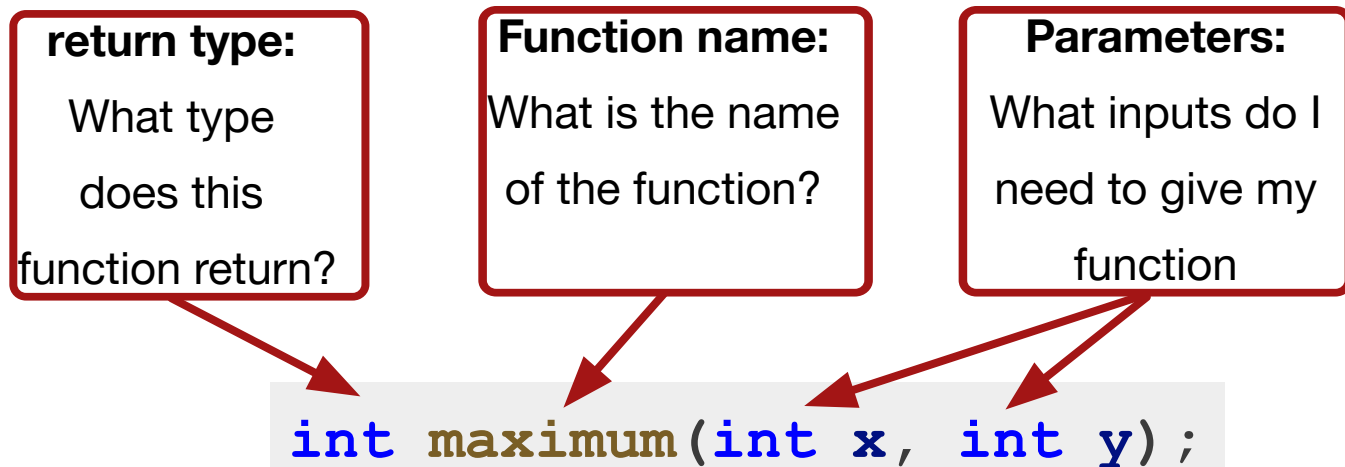 return type:
What type
does this
function return?
Function name:
What is the name
of the function?
Parameters:
What inputs do I
need to give my
function
int maximum(int x, int y);